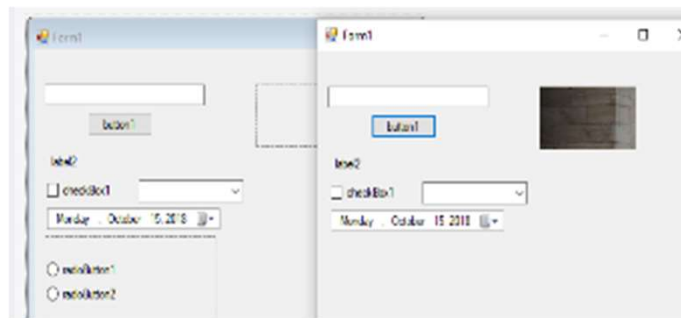 Form1
button1
label2
checkBox1
Monday , October 15, 2018
radioButton1
radioButton2
Form1
button1
label2
checkBox1
Monday , October 15, 2018